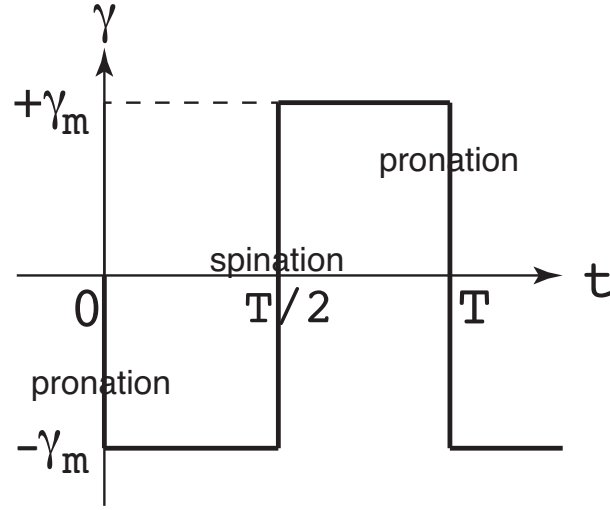 γ
+γm
pronation
spination
0 T/2 T t
pronation
-γm